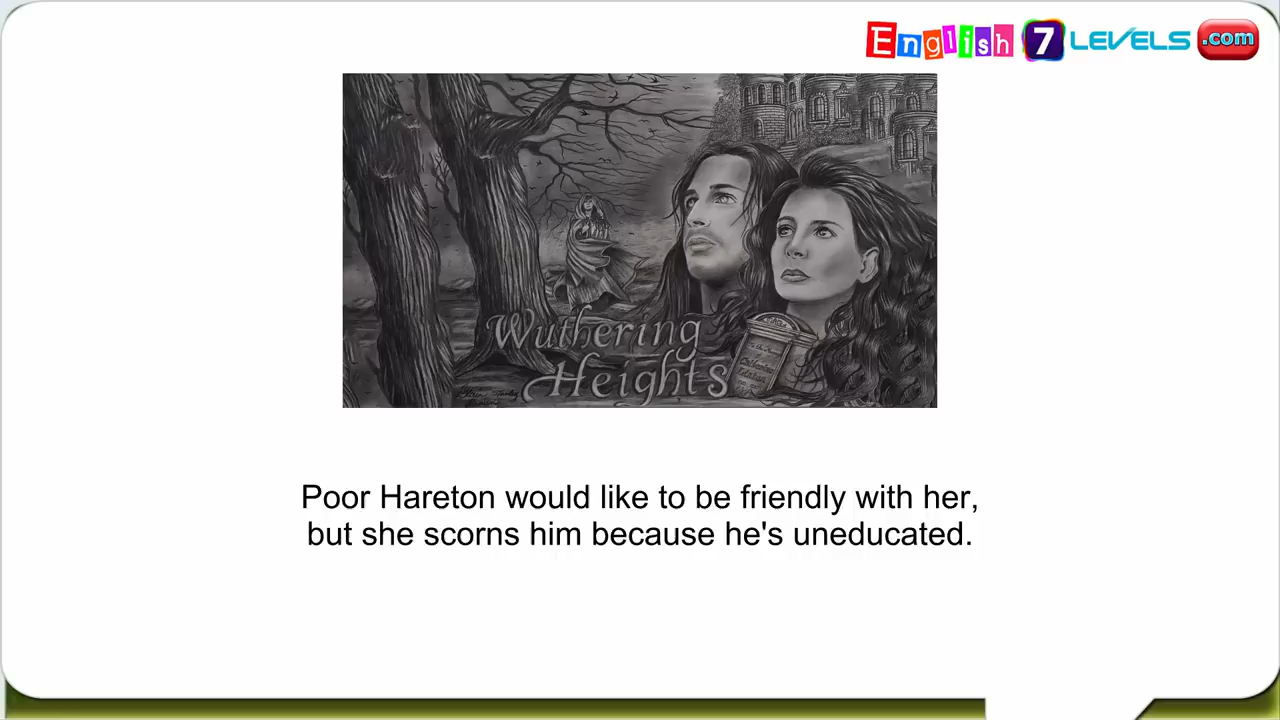 English 7 LEVELS .com
Wuthering
Heights
Poor Hareton would like to be friendly with her,
but she scorns him because he's uneducated.